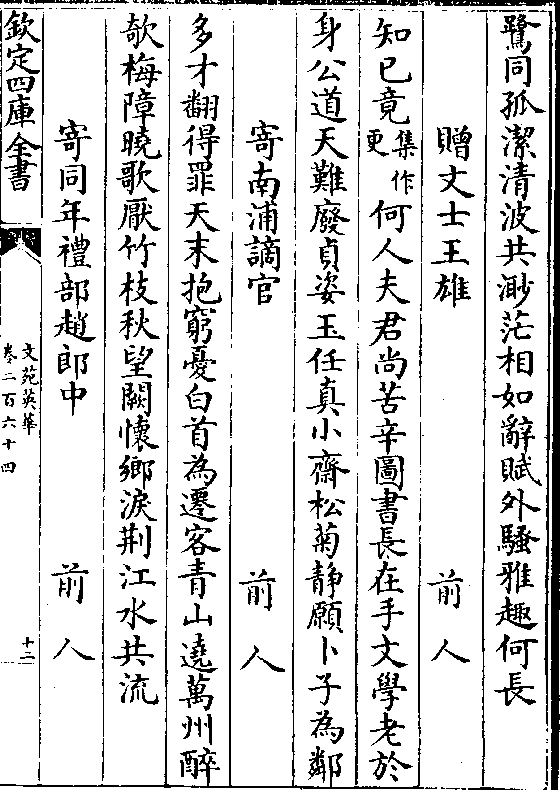 鷺同孤潔清波共渺茫相如辭賦外騷雅趣何長
贈文士王雄　前人
知已竟集作更何人夫君尚苦辛圖書長在手文學老於
身公道天難廢貞姿玉任真小齋松菊静願卜子為鄰
寄南浦謫官　前人
多才翻得罪天末抱窮憂白首為遷客青山遶萬州醉
欹梅障曉歌厭竹枝秋望闕懷鄉淚荆江水共流
寄同年禮部趙郎中　前人
欽定四庫全書
文苑英華
卷二百六十四
十二